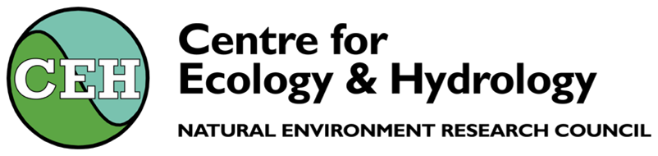 CEH
Centre for
Ecology & Hydrology
NATURAL ENVIRONMENT RESEARCH COUNCIL